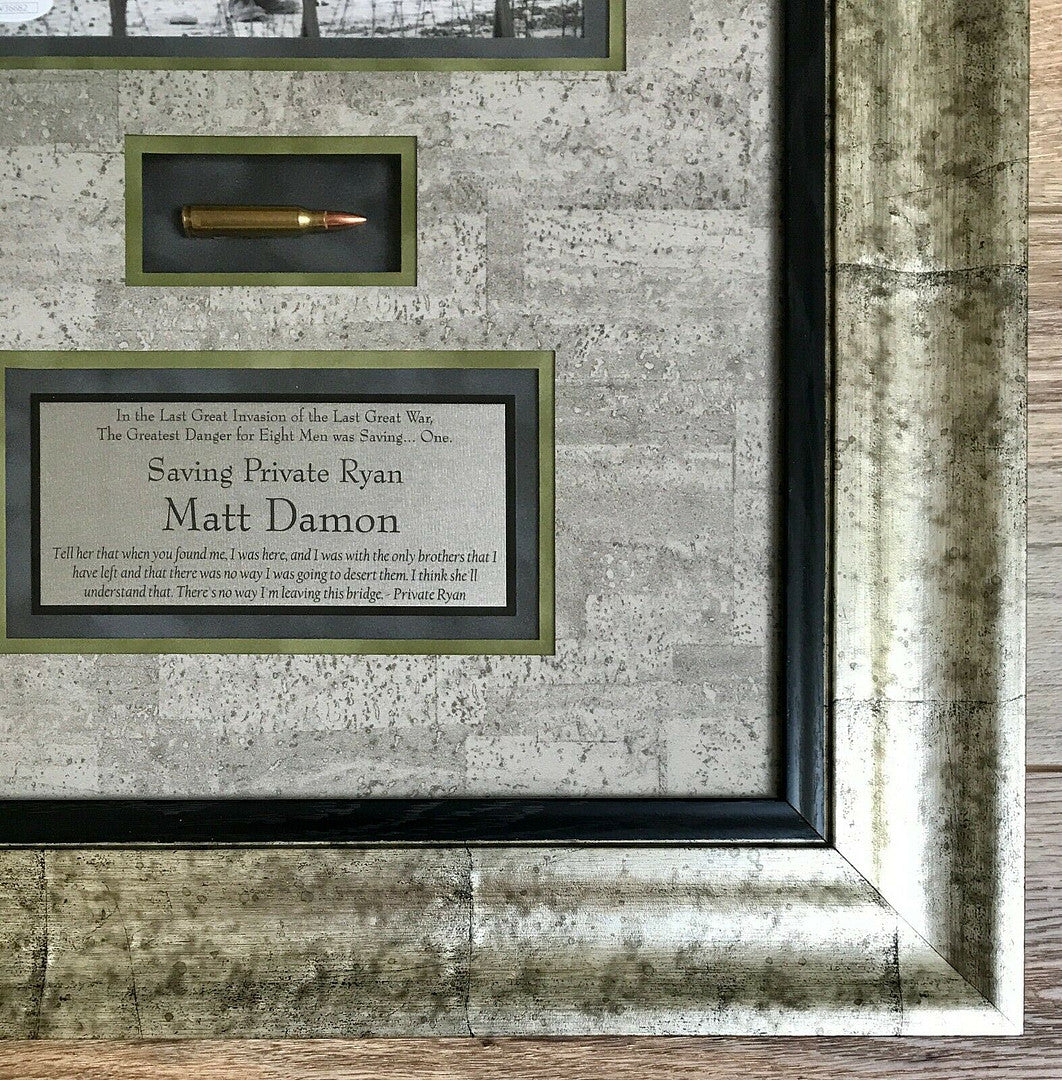 In the Last Great Invasion of the Last Great War,
The Greatest Danger for Eight Men was Saving... One.
Saving Private Ryan
Matt Damon
Tell her that when you found me, I was here, and I was with the only brothers that I
have left and that there was no way I was going to desert them. I think she'll
understand that. There's no way I'm leaving this bridge. - Private Ryan